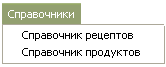 Справочники
Справочник рецептов
Справочник продуктов